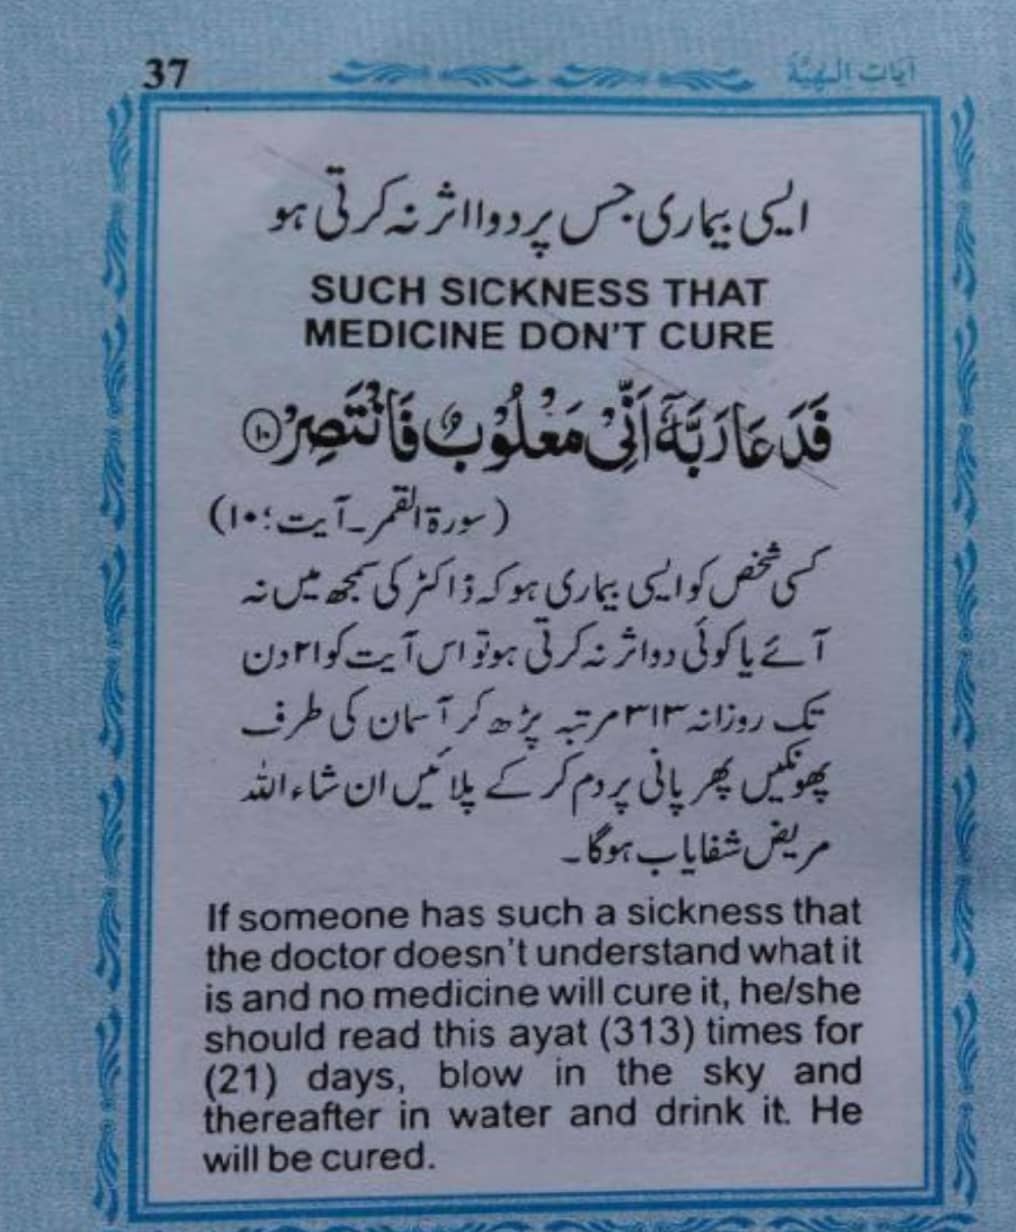 37
آیات الہیّہ
ایسی بیماری جس پر دوا اثر نہ کرتی ہو
SUCH SICKNESS THAT
MEDICINE DON'T CURE
فَدَعَا رَبَّهٗۤ اَنِّیْ مَغْلُوْبٌ فَانْتَصِرْ ۝۱۰
(سورۃ القمر۔آیت؛۱۰)
کسی شخص کو ایسی بیماری ہو کہ ڈاکٹر کی سمجھ میں نہ
آئے یا کوئی دوا اثر نہ کرتی ہو تو اس آیت کو ۲۱ دن
تک روزانہ ۳۱۳ مرتبہ پڑھ کر آسمان کی طرف
پھونکیں پھر پانی پر دم کر کے پلائیں ان شاء اللہ
مریض شفایاب ہوگا۔
If someone has such a sickness that
the doctor doesn't understand what it
is and no medicine will cure it, he/she
should read this ayat (313) times for
(21) days, blow in the sky and
thereafter in water and drink it. He
will be cured.